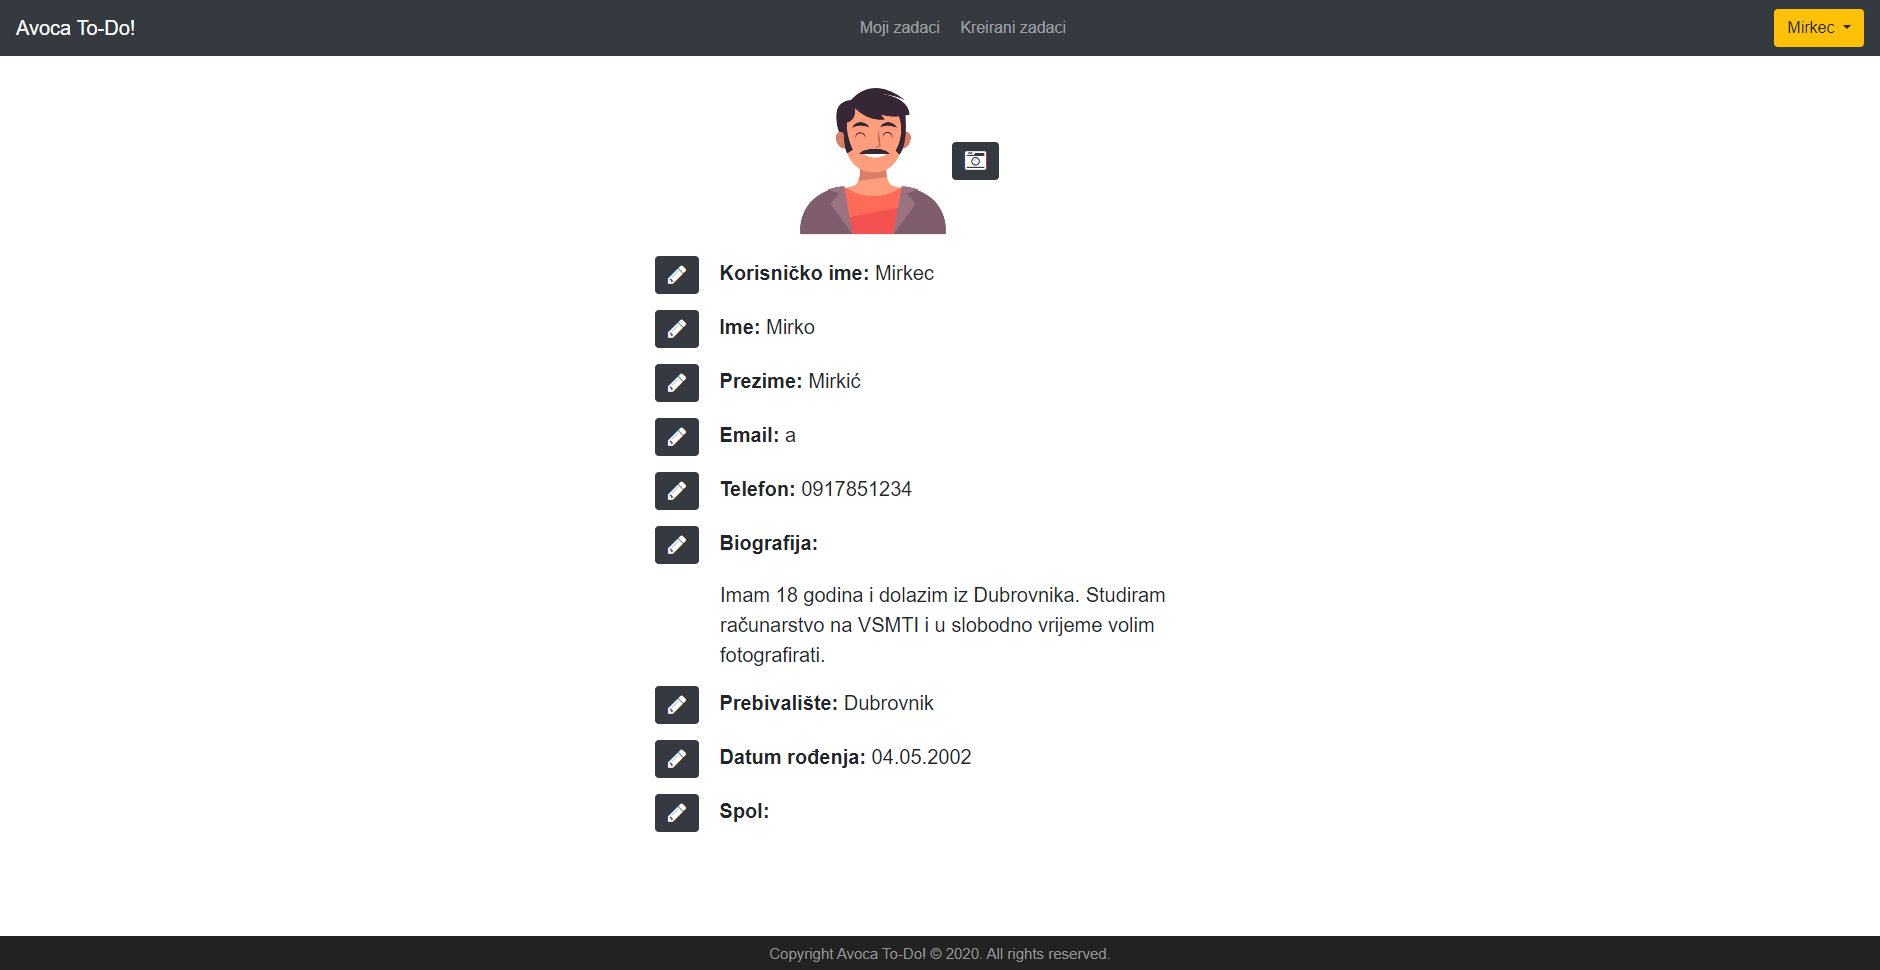 Avoca To-Do!
Moji zadaci
Kreirani zadaci
Mirkec
Korisničko ime: Mirkec
Ime: Mirko
Prezime: Mirkić
Email: a
Telefon: 0917851234
Biografija:
Imam 18 godina i dolazim iz Dubrovnika. Studiram
računarstvo na VSMTI i u slobodno vrijeme volim
fotografirati.
Prebivalište: Dubrovnik
Datum rođenja: 04.05.2002
Spol:
Copyright Avoca To-Do! © 2020. All rights reserved.